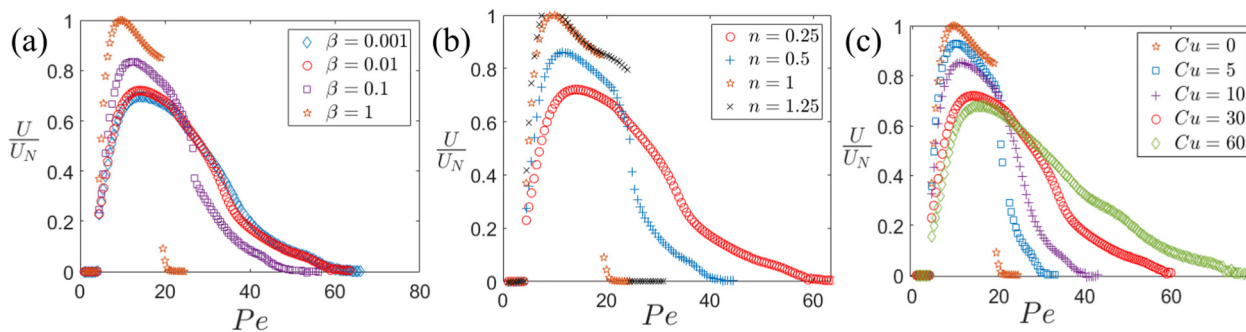 (a)
1
0.8
0.6
0.4
0.2
0
U
U_N
0 20 40 60 80
Pe
β = 0.001
β = 0.01
β = 0.1
β = 1
(b)
1
0.8
0.6
0.4
0.2
0
U
U_N
0 20 40 60
Pe
n = 0.25
n = 0.5
n = 1
n = 1.25
(c)
1
0.8
0.6
0.4
0.2
0
U
U_N
0 20 40 60
Pe
Cu = 0
Cu = 5
Cu = 10
Cu = 30
Cu = 60